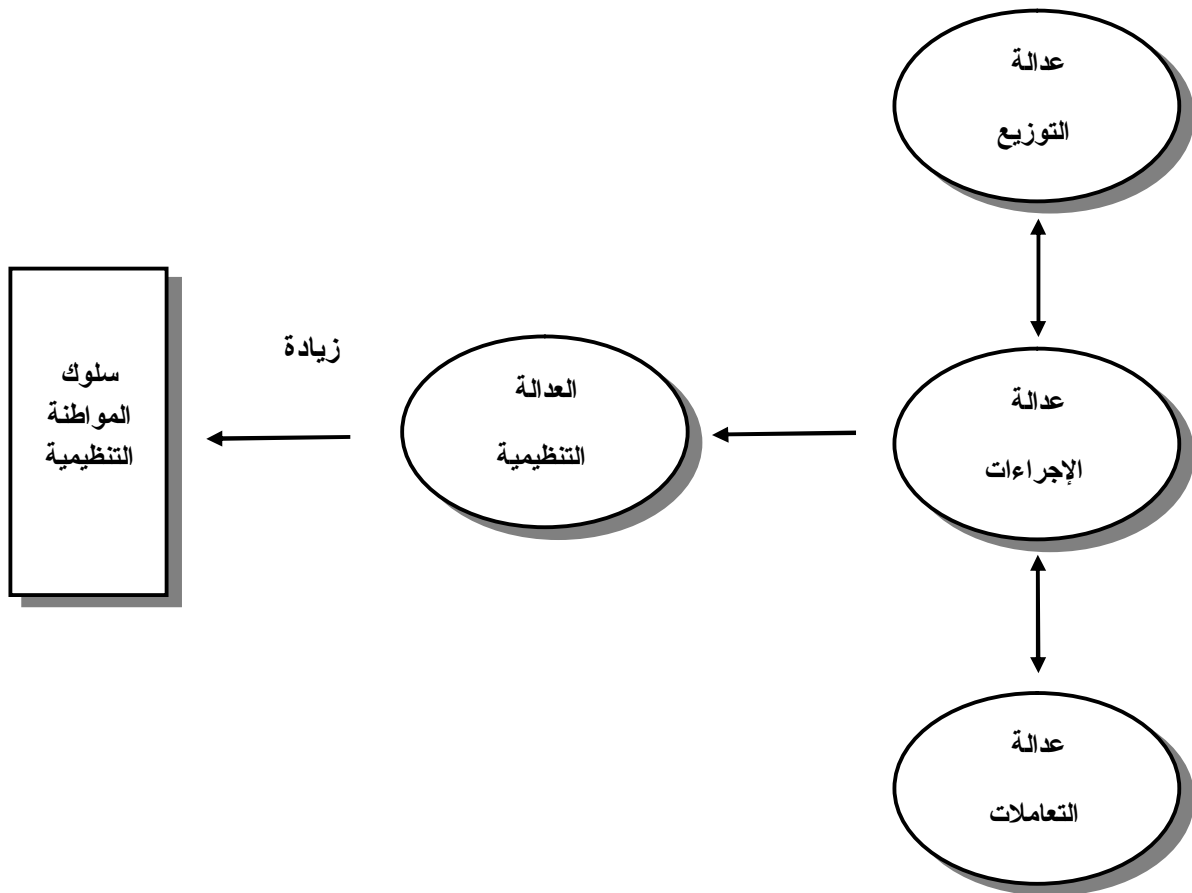 عدالة
التوزيع
عدالة
الإجراءات
عدالة
التعاملات
العدالة
التنظيمية
زيادة
سلوك
المواطنة
التنظيمية